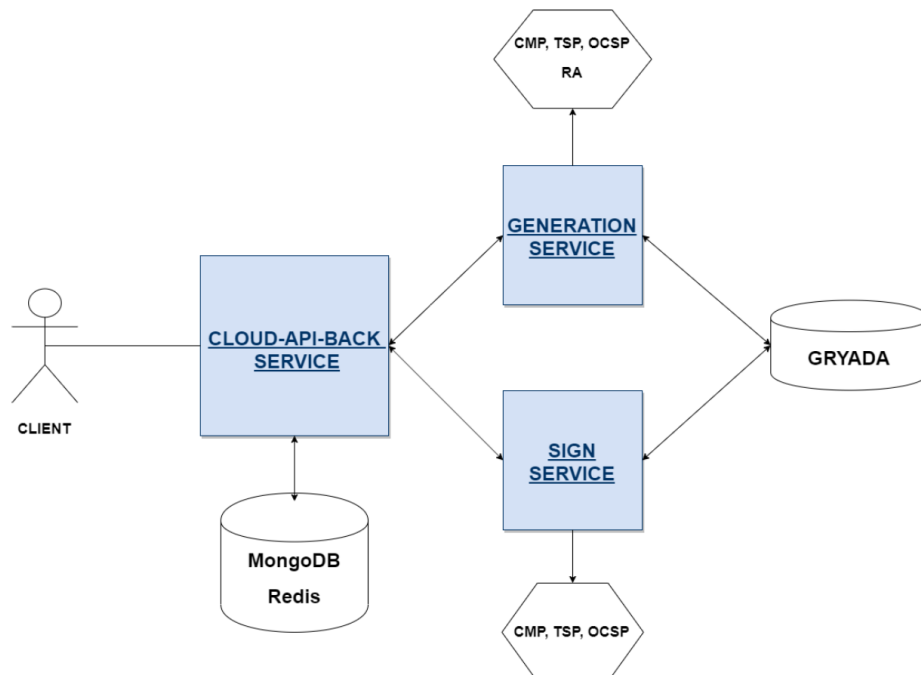 CMP, TSP, OCSP
RA
GENERATION
SERVICE
CLOUD-API-BACK
SERVICE
GRYADA
CLIENT
SIGN
SERVICE
MongoDB
Redis
CMP, TSP, OCSP